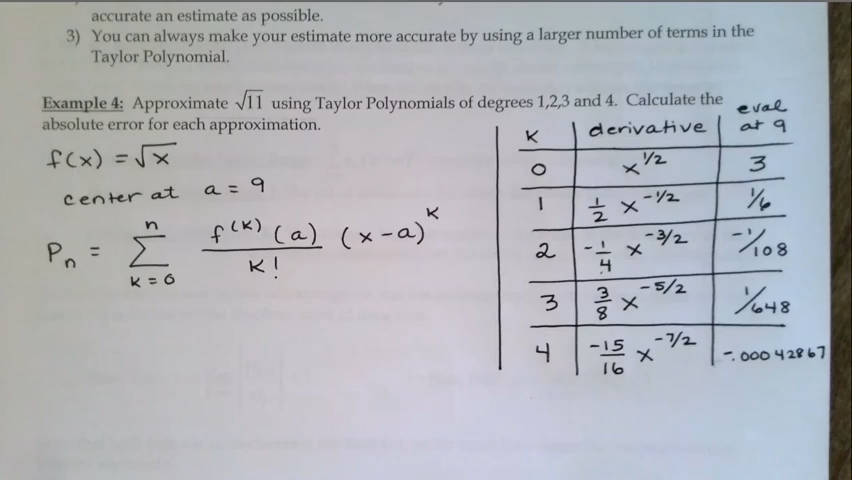 accurate an estimate as possible.
3) You can always make your estimate more accurate by using a larger number of terms in the
Taylor Polynomial.
Example 4: Approximate √11 using Taylor Polynomials of degrees 1,2,3 and 4. Calculate the
absolute error for each approximation.
f(x) = √x
center at a = 9
Pn = n Σ k=0 f^(k)(a) / k! (x-a)^k
K derivative eval at 9
0 x^1/2 3
1 1/2 x^-1/2 1/6
2 -1/4 x^-3/2 -1/108
3 3/8 x^-5/2 1/648
4 -15/16 x^-7/2 -.00042867